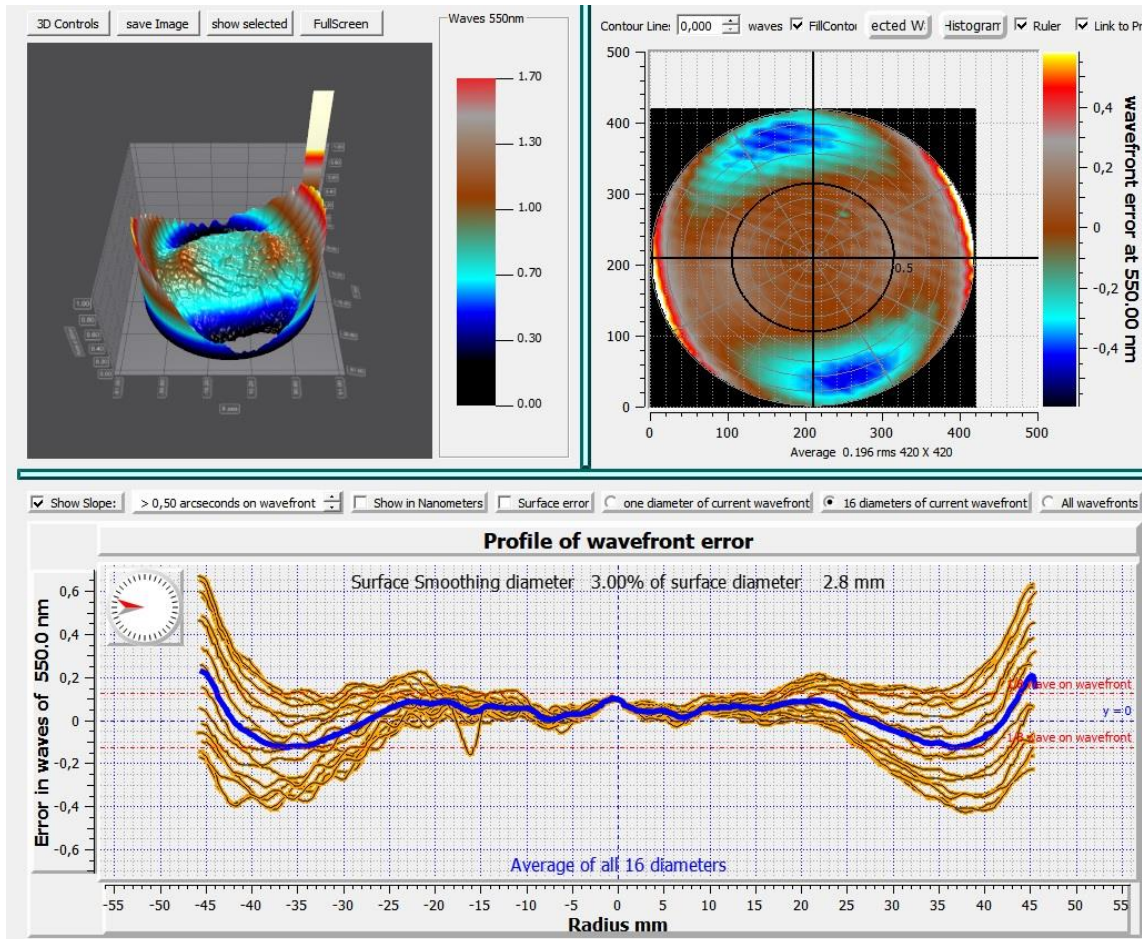 3D Controls save Image show selected FullScreen
Waves 550nm
1.70
1.30
1.00
0.70
0.30
0.00
Contour Line: 0,000 waves FillContou ected W: Histogram Ruler Link to Pr
500
400
300
200
100
0
0.5
0 100 200 300 400 500
Average 0.196 rms 420 X 420
0,4
0,2
0
-0,2
-0,4
wavefront error at 550.00 nm
Show Slope: > 0,50 arcseconds on wavefront Show in Nanometers Surface error one diameter of current wavefront 16 diameters of current wavefront All wavefronts
Profile of wavefront error
Surface Smoothing diameter 3.00% of surface diameter 2.8 mm
Error in waves of 550.0 nm
0,6
0,4
0,2
0
-0,2
-0,4
-0,6
wave on wavefront
y = 0
wave on wavefront
Average of all 16 diameters
-55 -50 -45 -40 -35 -30 -25 -20 -15 -10 -5 0 5 10 15 20 25 30 35 40 45 50 55
Radius mm